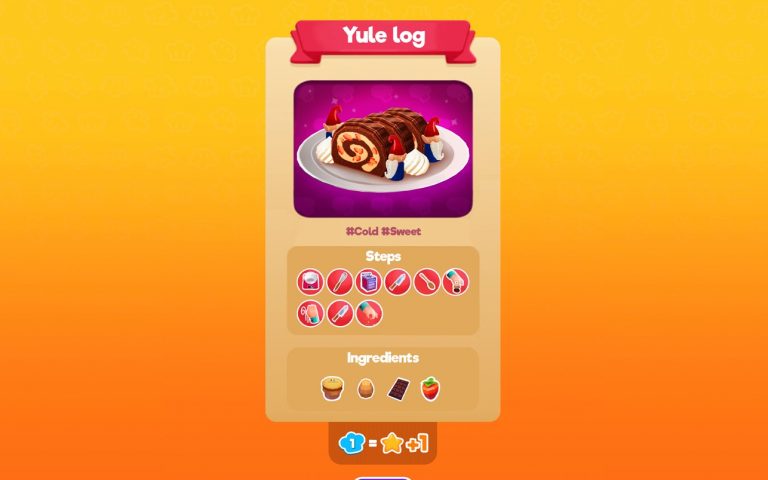 Yule log
#Cold #Sweet
Steps
Ingredients
1 = +1